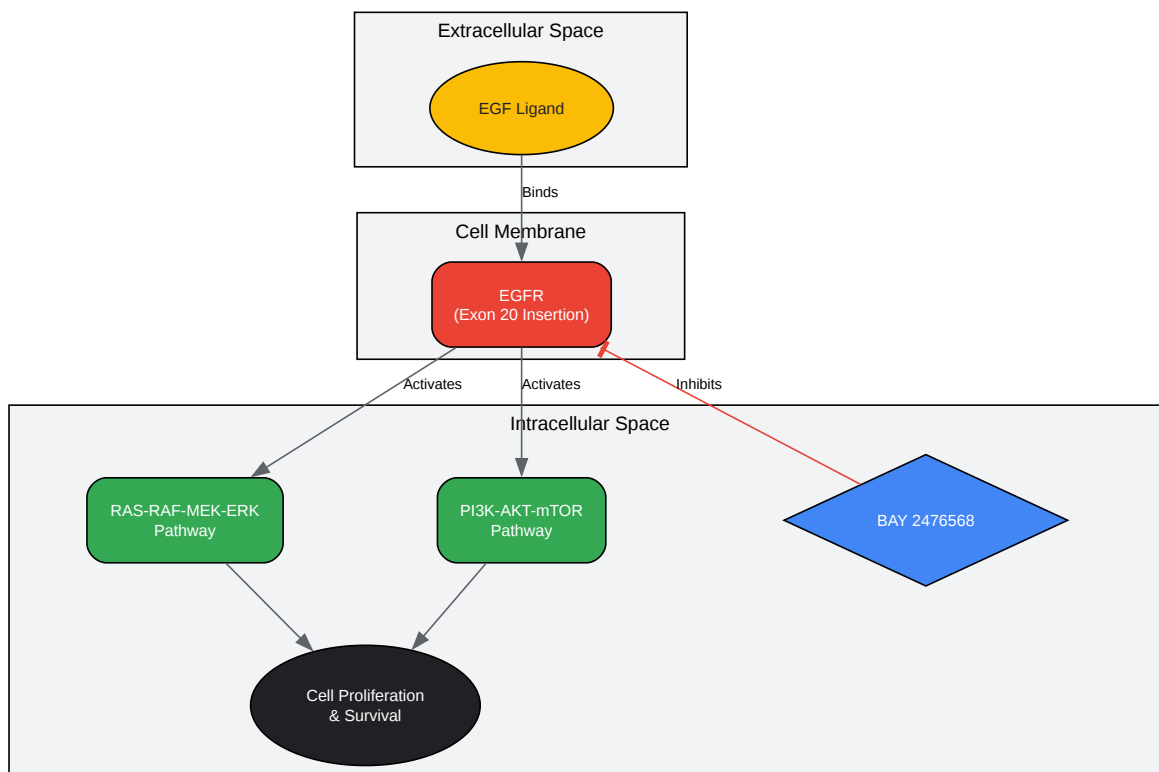 Extracellular Space
EGF Ligand
Binds
Cell Membrane
EGFR
(Exon 20 Insertion)
Activates
Activates
Inhibits
Intracellular Space
RAS-RAF-MEK-ERK
Pathway
PI3K-AKT-mTOR
Pathway
BAY 2476568
Cell Proliferation
& Survival